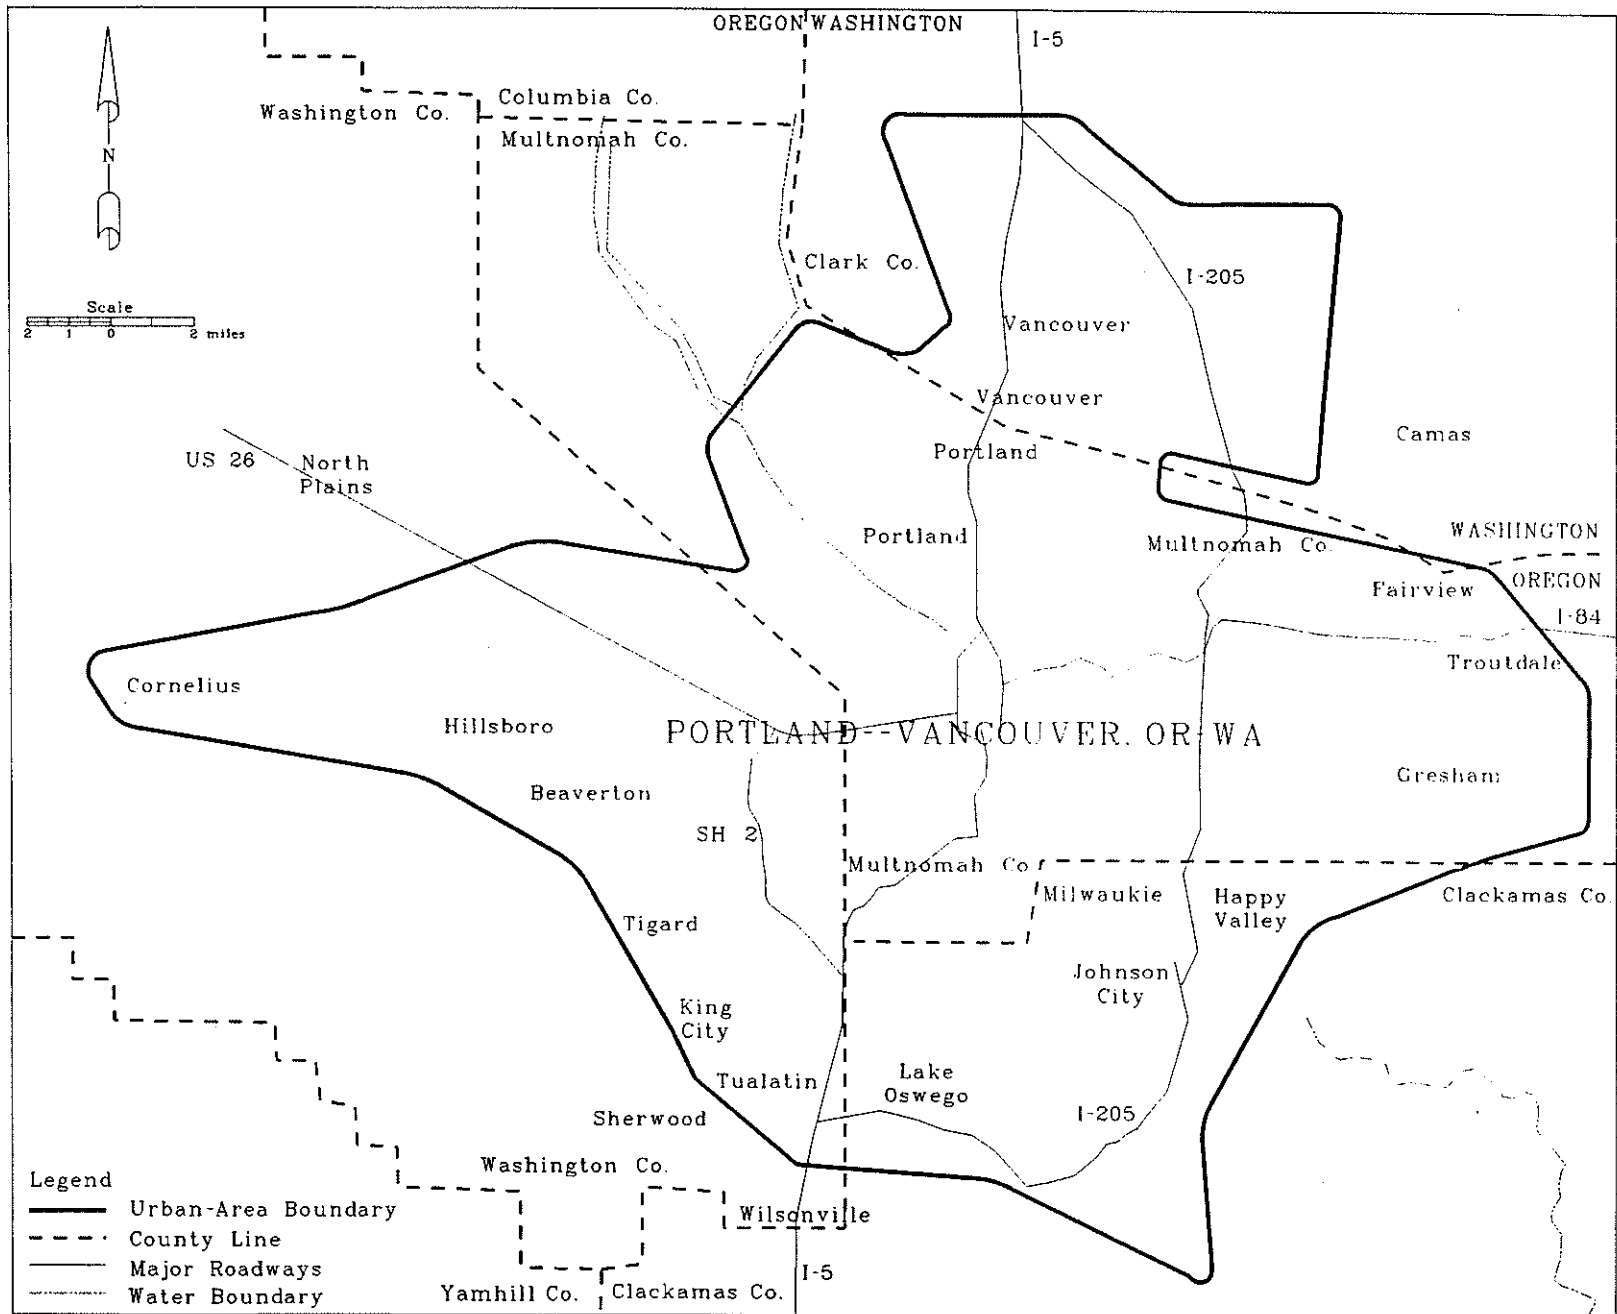 OREGON WASHINGTON
I-5
Columbia Co.
Washington Co.
Multnomah Co.
N
Clark Co.
I-205
Scale
2 1 0 2 miles
Vancouver
Vancouver
Camas
Portland
US 26
North
Plains
Portland
Multnomah Co.
WASHINGTON
OREGON
Fairview
I-84
Troutdale
Cornelius
Hillsboro
PORTLAND--VANCOUVER, OR-WA
Gresham
Beaverton
SH 2
Multnomah Co.
Milwaukie
Happy
Valley
Clackamas Co.
Tigard
Johnson
City
King
City
Tualatin
Lake
Oswego
Sherwood
I-205
Washington Co.
Wilsonville
Legend
Urban-Area Boundary
County Line
Major Roadways
Water Boundary
Yamhill Co.
Clackamas Co.
I-5